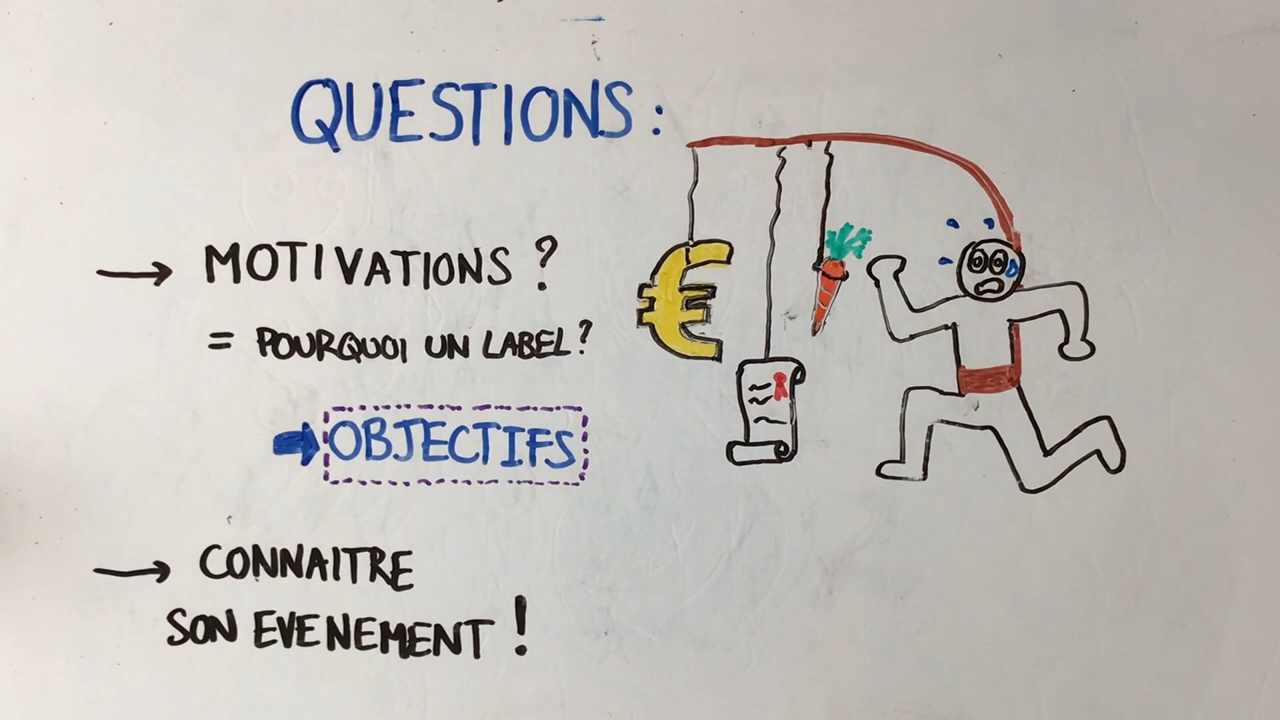 QUESTIONS :
→ MOTIVATIONS ?
= POURQUOI UN LABEL ?
➡ OBJECTIFS
→ CONNAITRE
SON EVENEMENT !
€